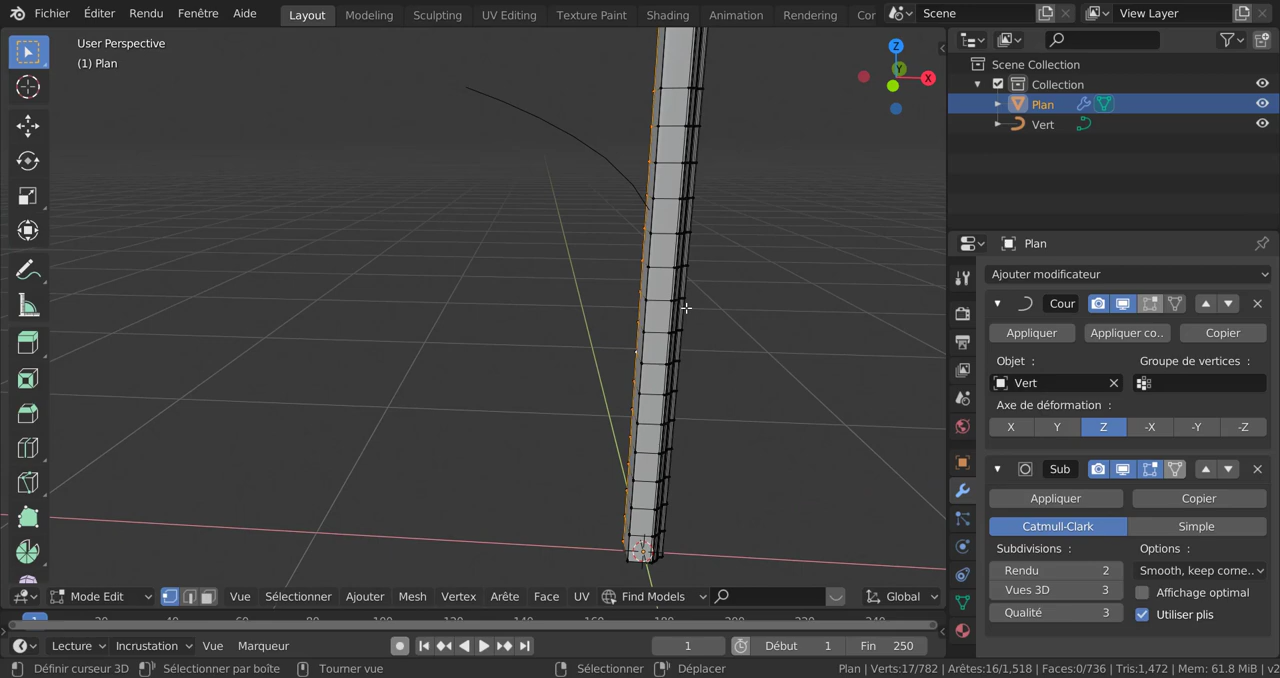 Fichier Éditer Rendu Fenêtre Aide Layout Modeling Sculpting UV Editing Texture Paint Shading Animation Rendering Cor Scene View Layer
User Perspective
(1) Plan
Z
Y
X
Scene Collection
Collection
Plan
Vert
Plan
Ajouter modificateur
Cour
Appliquer Appliquer co.. Copier
Objet : Groupe de vertices :
Vert
Axe de déformation :
X Y Z -X -Y -Z
Sub
Appliquer Copier
Catmull-Clark Simple
Subdivisions : Options :
Rendu 2 Smooth, keep corne..
Vues 3D 3 Affichage optimal
Qualité 3 Utiliser plis
Mode Edit Vue Sélectionner Ajouter Mesh Vertex Arête Face UV Find Models Global
Lecture Incrustation Vue Marqueur 1 Début 1 Fin 250
Définir curseur 3D Sélectionner par boîte Tourner vue Sélectionner Déplacer Plan | Verts:17/782 | Arêtes:16/1,518 | Faces:0/736 | Tris:1,472 | Mem: 61.8 MiB | v2